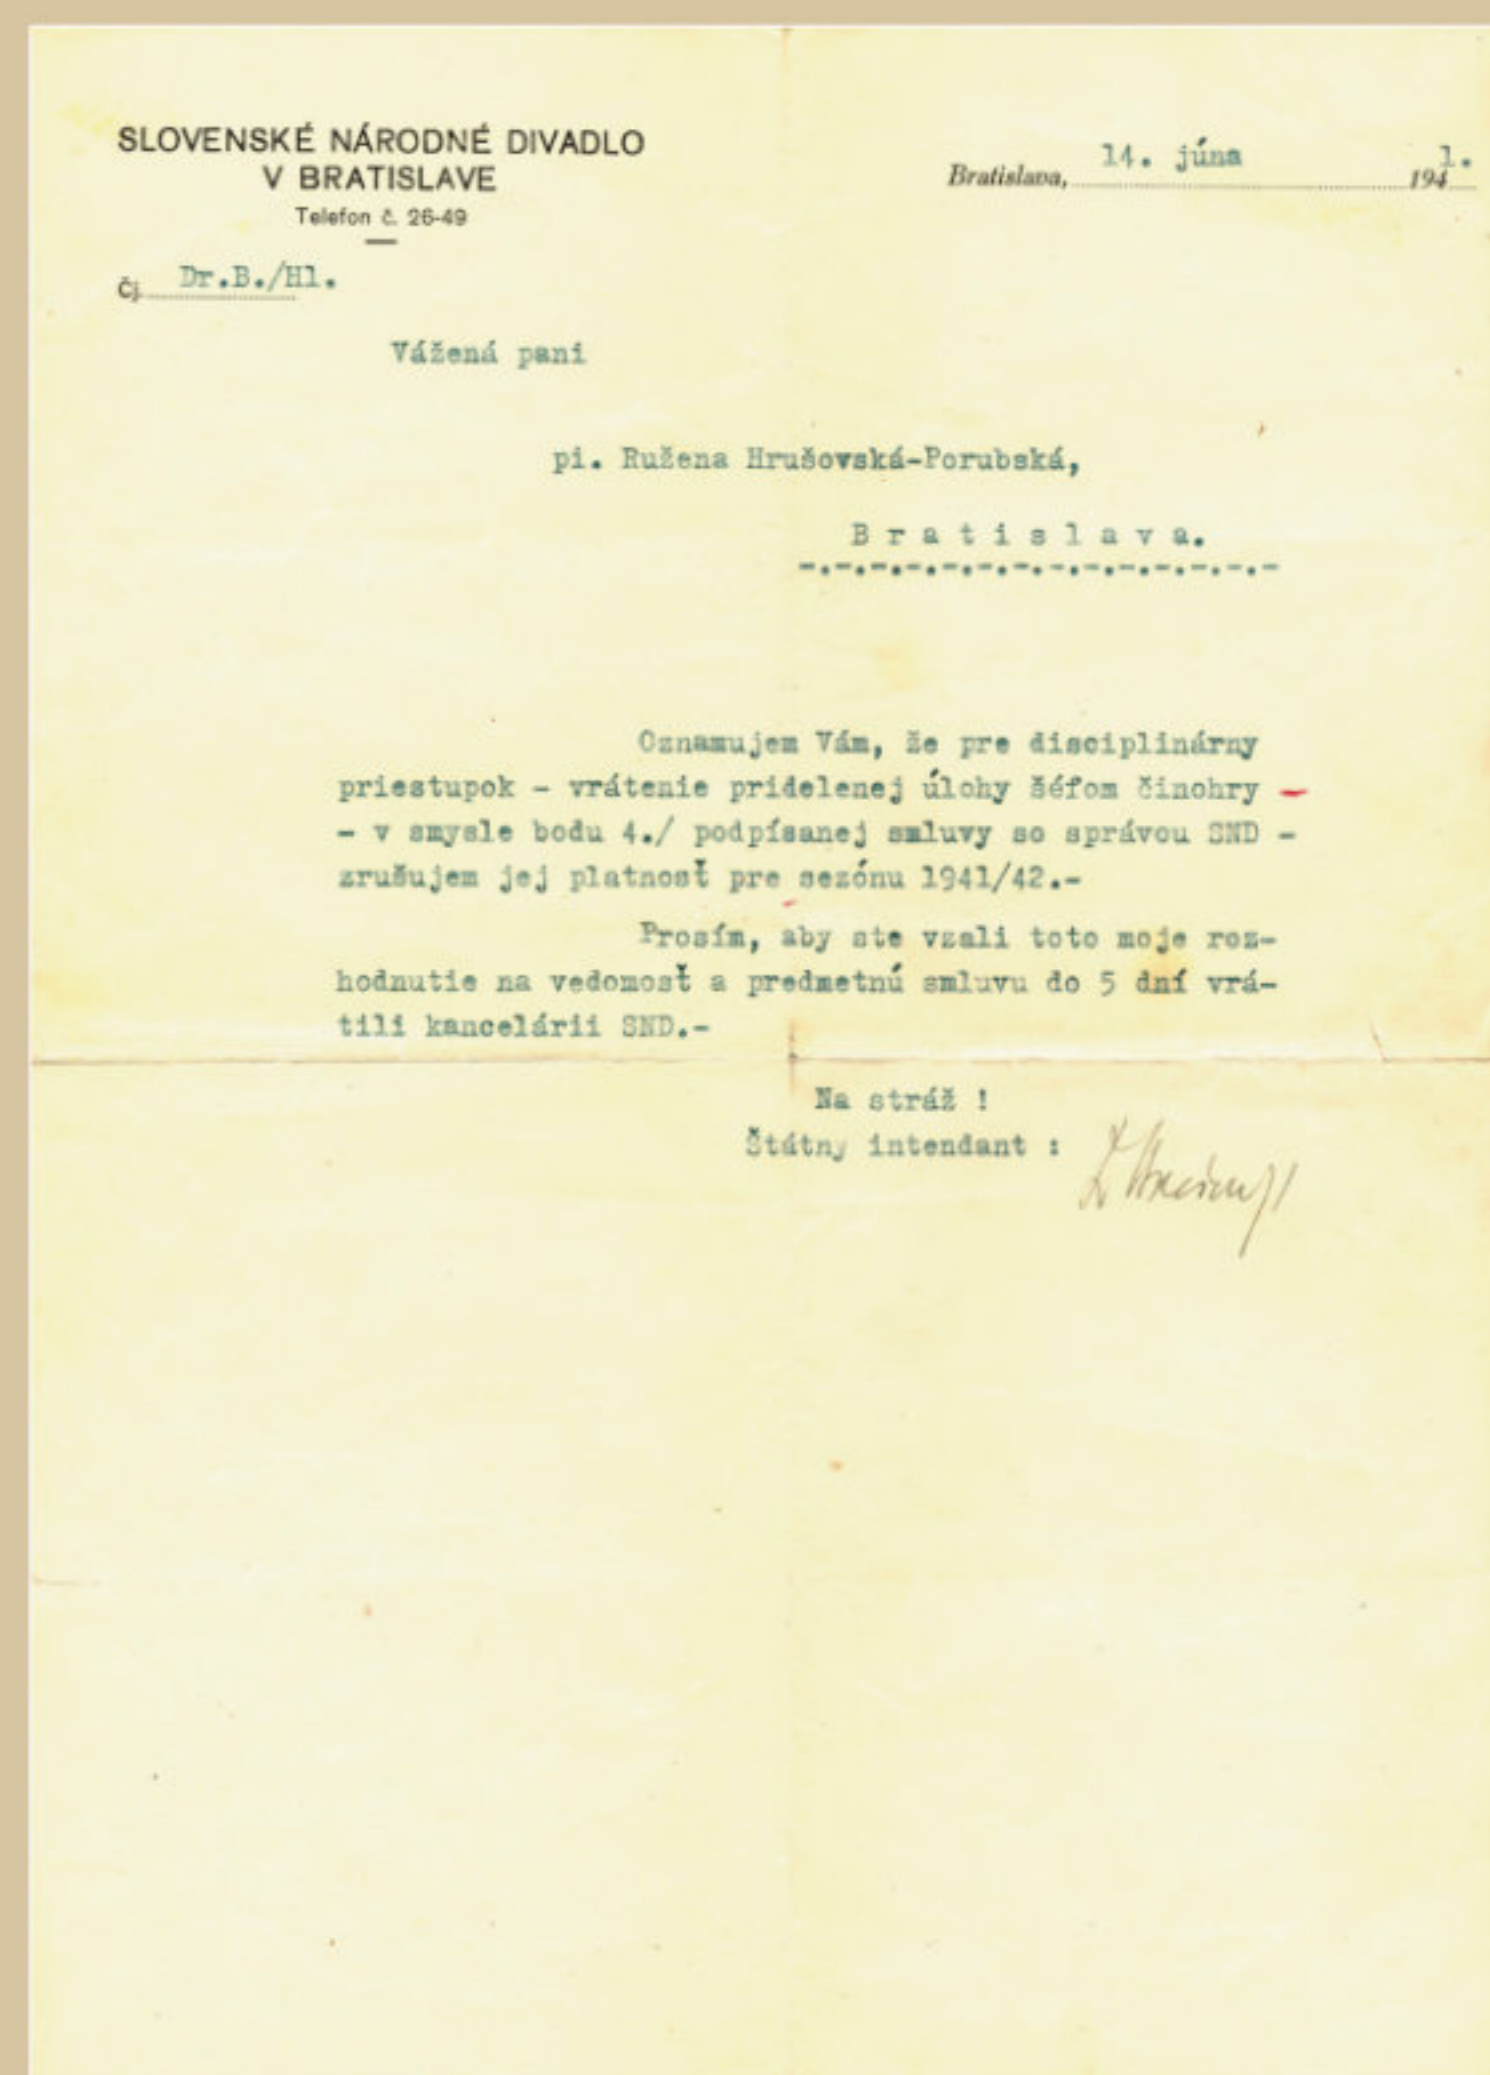 SLOVENSKÉ NÁRODNÉ DIVADLO
V BRATISLAVE
Telefon č. 26-49
Bratislava, 14. júna 1941.
Čj. Dr.B./Hl.
Vážená pani
pi. Ružena Hrušovská-Porubská,
Bratislava.
-.-.-.-.-.-.-.-.-.-.-.-.-.-
Oznamujem Vám, že pre disciplinárny
priestupok - vrátenie pridelenej úlohy šéfom činohry -
- v smysle bodu 4./ podpísanej smluvy so správou SND -
zrušujem jej platnosť pre sezónu 1941/42.-
Prosím, aby ste vzali toto moje roz-
hodnutie na vedomosť a predmetnú smluvu do 5 dní vrá-
tili kancelárii SND.-
Na stráž !
Štátny intendant :